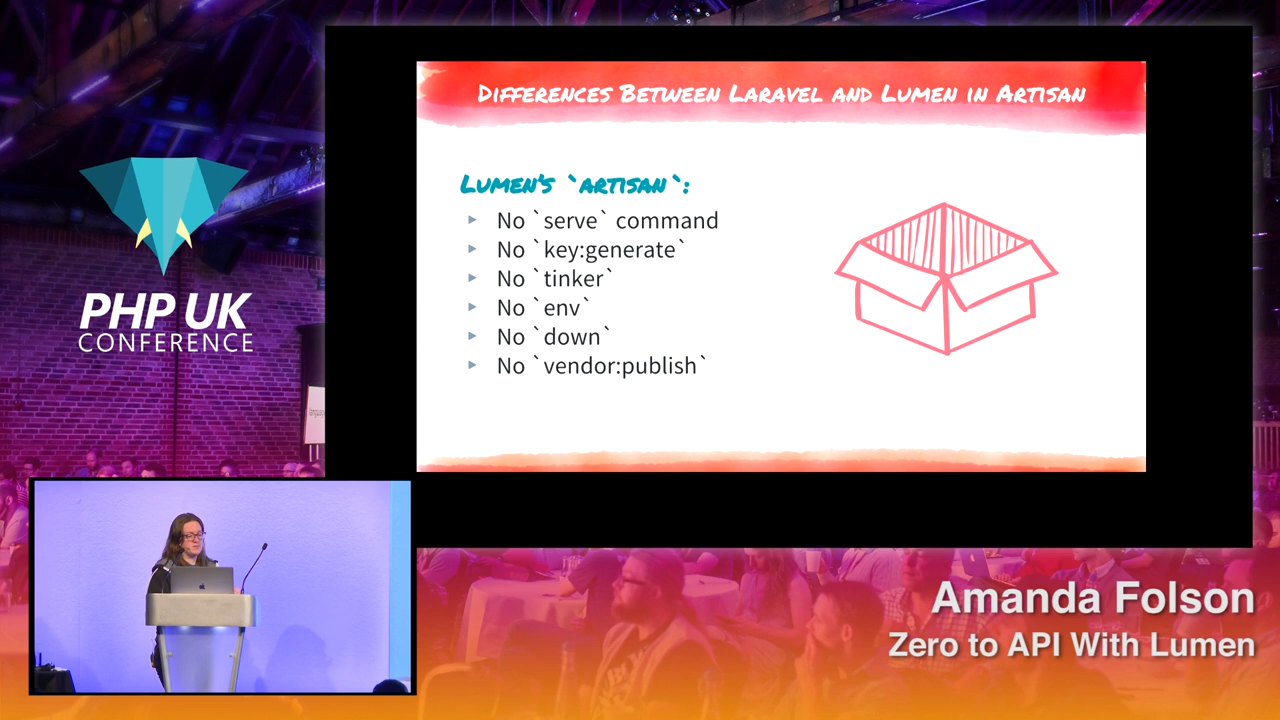 DIFFERENCES BETWEEN LARAVEL AND LUMEN IN ARTISAN
LUMEN'S `ARTISAN`:
No `serve` command
No `key:generate`
No `tinker`
No `env`
No `down`
No `vendor:publish`
PHP UK
CONFERENCE
Amanda Folson
Zero to API With Lumen